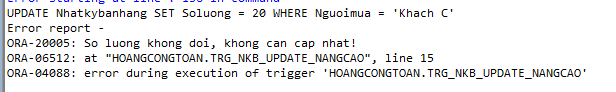 UPDATE Nhatkybanhang SET Soluong = 20 WHERE Nguoimua = 'Khach C'
Error report -
ORA-20005: So luong khong doi, khong can cap nhat!
ORA-06512: at "HOANGCONGTOAN.TRG_NKB_UPDATE_NANGCAO", line 15
ORA-04088: error during execution of trigger 'HOANGCONGTOAN.TRG_NKB_UPDATE_NANGCAO'